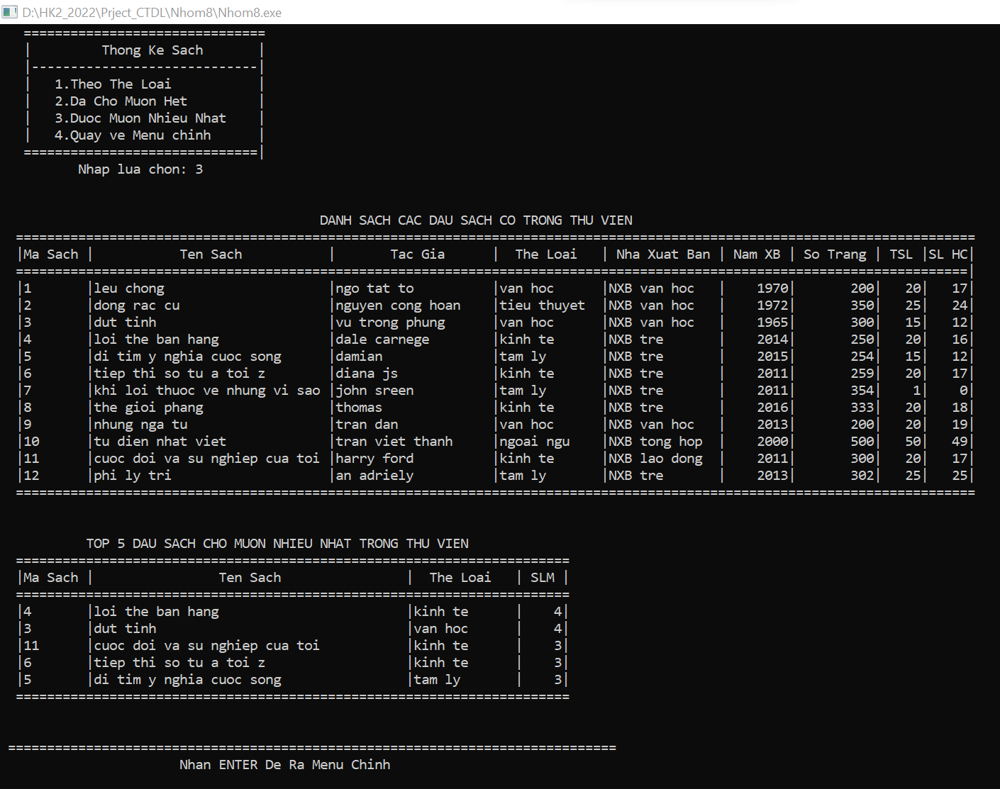 D:\HK2_2022\Prject_CTDL\Nhom8\Nhom8.exe
===============================
|         Thong Ke Sach       |
|-----------------------------|
|   1.Theo The Loai           |
|   2.Da Cho Muon Het         |
|   3.Duoc Muon Nhieu Nhat    |
|   4.Quay ve Menu chinh      |
==============================|
Nhap lua chon: 3
DANH SACH CAC DAU SACH CO TRONG THU VIEN
===========================================================================================================================
|Ma Sach |           Ten Sach           |       Tac Gia      |  The Loai   | Nha Xuat Ban | Nam XB | So Trang | TSL |SL HC|
==========================================================================================================================|
|1       |leu chong                     |ngo tat to          |van hoc      |NXB van hoc   |    1970|       200|   20|   17|
|2       |dong rac cu                   |nguyen cong hoan    |tieu thuyet  |NXB van hoc   |    1972|       350|   25|   24|
|3       |dut tinh                      |vu trong phung      |van hoc      |NXB van hoc   |    1965|       300|   15|   12|
|4       |loi the ban hang              |dale carnege        |kinh te      |NXB tre       |    2014|       250|   20|   16|
|5       |di tim y nghia cuoc song      |damian              |tam ly       |NXB tre       |    2015|       254|   15|   12|
|6       |tiep thi so tu a toi z        |diana js            |kinh te      |NXB tre       |    2011|       259|   20|   17|
|7       |khi loi thuoc ve nhung vi sao |john sreen          |tam ly       |NXB tre       |    2011|       354|    1|    0|
|8       |the gioi phang                |thomas              |kinh te      |NXB tre       |    2016|       333|   20|   18|
|9       |nhung nga tu                  |tran dan            |van hoc      |NXB van hoc   |    2013|       200|   20|   19|
|10      |tu dien nhat viet             |tran viet thanh     |ngoai ngu    |NXB tong hop  |    2000|       500|   50|   49|
|11      |cuoc doi va su nghiep cua toi |harry ford          |kinh te      |NXB lao dong  |    2011|       300|   20|   17|
|12      |phi ly tri                    |an adriely          |tam ly       |NXB tre       |    2013|       302|   25|   25|
===========================================================================================================================
TOP 5 DAU SACH CHO MUON NHIEU NHAT TRONG THU VIEN
=======================================================================
|Ma Sach |                Ten Sach                |  The Loai   | SLM |
=======================================================================
|4       |loi the ban hang                        |kinh te      |    4|
|3       |dut tinh                                |van hoc      |    4|
|11      |cuoc doi va su nghiep cua toi           |kinh te      |    3|
|6       |tiep thi so tu a toi z                  |kinh te      |    3|
|5       |di tim y nghia cuoc song                |tam ly       |    3|
=======================================================================
==============================================================================
Nhan ENTER De Ra Menu Chinh